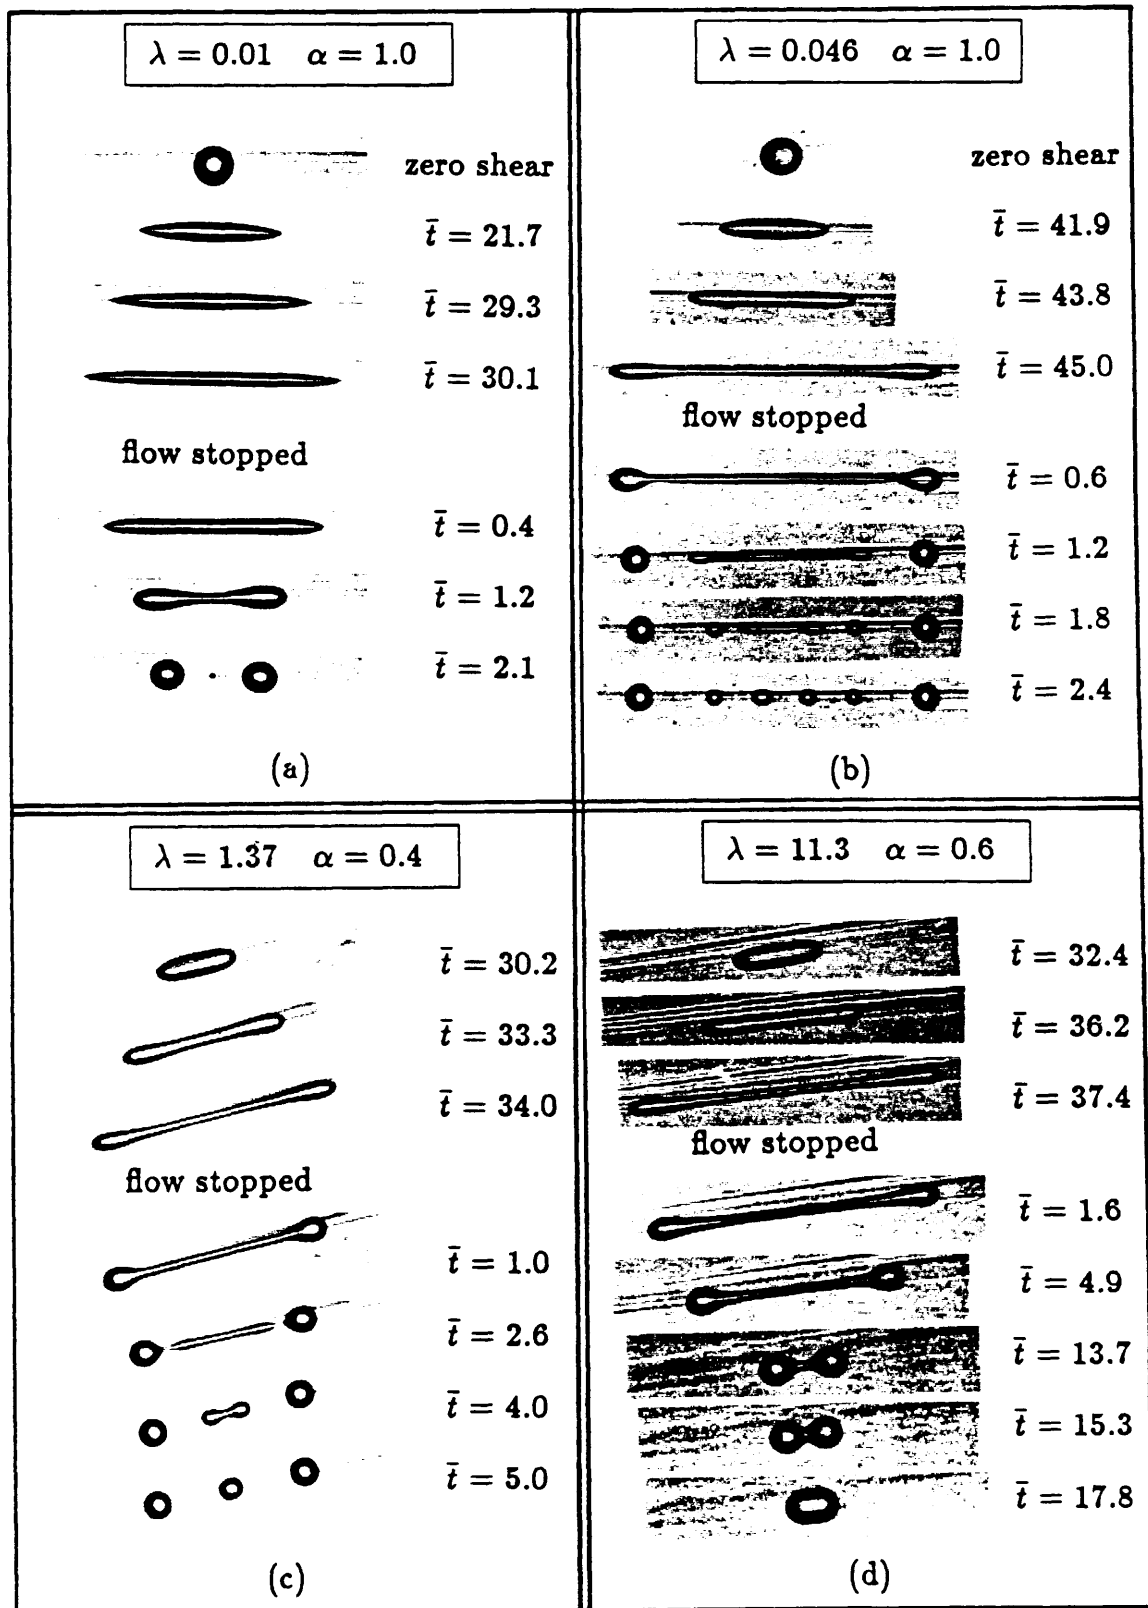 λ = 0.01 α = 1.0
zero shear
t̄ = 21.7
t̄ = 29.3
t̄ = 30.1
flow stopped
t̄ = 0.4
t̄ = 1.2
t̄ = 2.1
(a)
λ = 0.046 α = 1.0
zero shear
t̄ = 41.9
t̄ = 43.8
t̄ = 45.0
flow stopped
t̄ = 0.6
t̄ = 1.2
t̄ = 1.8
t̄ = 2.4
(b)
λ = 1.37 α = 0.4
t̄ = 30.2
t̄ = 33.3
t̄ = 34.0
flow stopped
t̄ = 1.0
t̄ = 2.6
t̄ = 4.0
t̄ = 5.0
(c)
λ = 11.3 α = 0.6
t̄ = 32.4
t̄ = 36.2
t̄ = 37.4
flow stopped
t̄ = 1.6
t̄ = 4.9
t̄ = 13.7
t̄ = 15.3
t̄ = 17.8
(d)